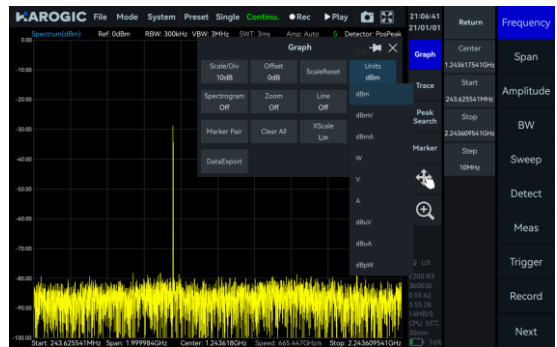 HAROGIC File Mode System Preset Single Continu. Rec Play 21:06:41 21/01/01
Spectrum(dBm) Ref: 0dBm RBW: 300kHz VBW: 3MHz SWT: 3ms Amp: Auto S Detector: PosPeak
Graph
Scale/Div 10dB
Offset 0dB
ScaleReset
Units dBm
Spectrogram Off
Zoom Off
Line Off
Marker Pair
Clear All
XScale Lin
DataExport
dBm
dBmV
dBmA
W
V
A
dBuV
dBuA
dBpW
0.00
-10.00
-20.00
-30.00
-40.00
-50.00
-60.00
-70.00
-80.00
-90.00
-100.00
Start: 243.625541MHz Span: 1.999984GHz Center: 1.243618GHz Speed: 665.447GHz/s Stop: 2.243609541GHz
Graph
Trace
Peak Search
Marker
U3
14MB/S
CPU 55℃
30min
16%
Return
Center
1.243617541GHz
Start
243.625541MHz
Stop
2.243609541GHz
Step
10MHz
Frequency
Span
Amplitude
BW
Sweep
Detect
Meas
Trigger
Record
Next